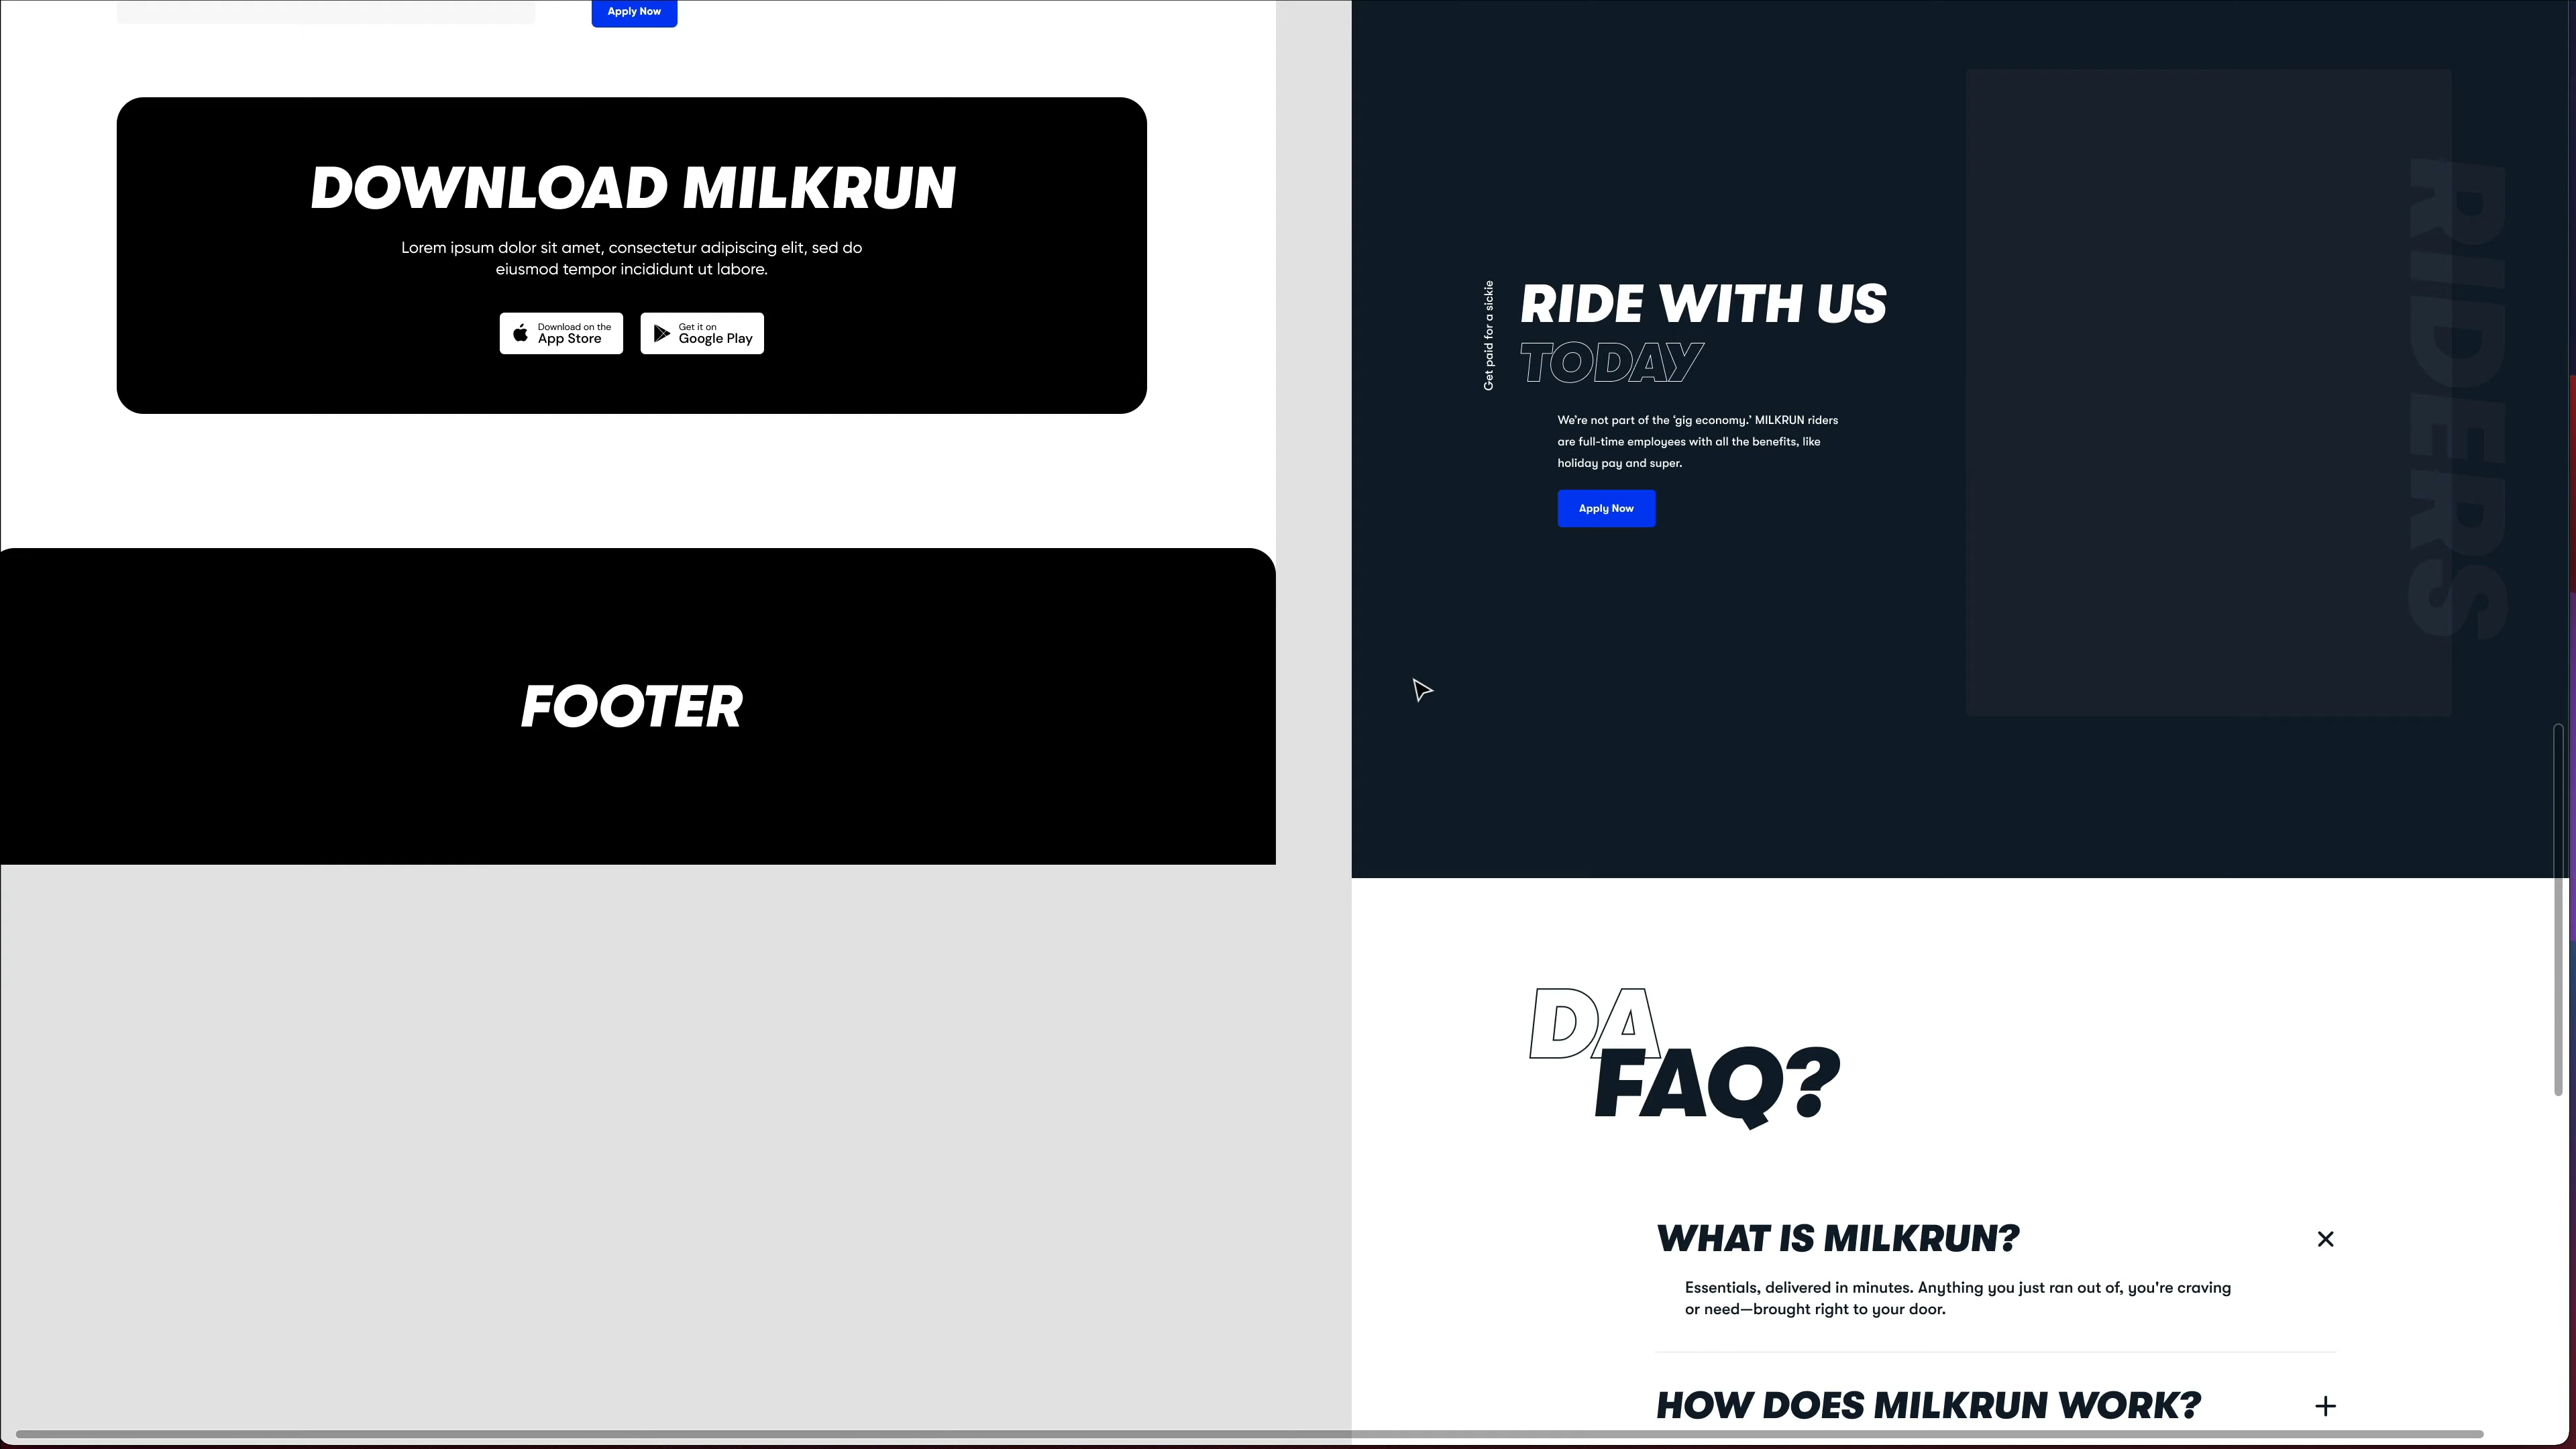 Apply Now
DOWNLOAD MILKRUN
Lorem ipsum dolor sit amet, consectetur adipiscing elit, sed do
eiusmod tempor incididunt ut labore.
Download on the
App Store
Get it on
Google Play
FOOTER
Get paid for a sickie
RIDE WITH US
TODAY
We're not part of the ‘gig economy.’ MILKRUN riders
are full-time employees with all the benefits, like
holiday pay and super.
Apply Now
RIDERS
DA
FAQ?
WHAT IS MILKRUN?
Essentials, delivered in minutes. Anything you just ran out of, you're craving
or need—brought right to your door.
HOW DOES MILKRUN WORK?